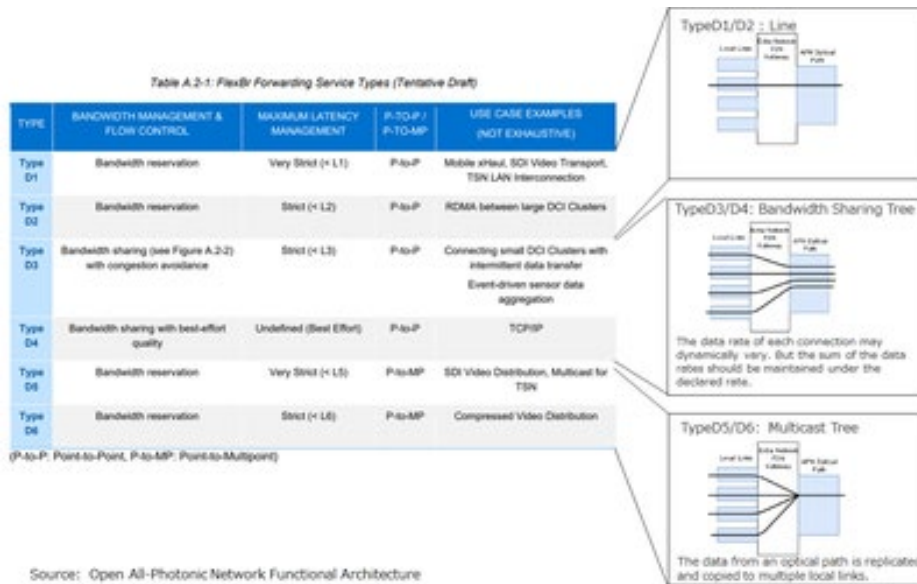 Table A.2-1: FlexBr Forwarding Service Types (Tentative Draft)
TYPE
BANDWIDTH MANAGEMENT &
FLOW CONTROL
MAXIMUM LATENCY
MANAGEMENT
P-TO-P /
P-TO-MP
USE CASE EXAMPLES
(NOT EXHAUSTIVE)
Type
D1
Bandwidth reservation
Very Strict (< L1)
P-to-P
Mobile xHaul, SDI Video Transport,
TSN LAN Interconnection
Type
D2
Bandwidth reservation
Strict (< L2)
P-to-P
RDMA between large DCI Clusters
Type
D3
Bandwidth sharing (see Figure A.2-2)
with congestion avoidance
Strict (< L3)
P-to-P
Connecting small DCI Clusters with
intermittent data transfer
Event-driven sensor data
aggregation
Type
D4
Bandwidth sharing with best-effort
quality
Undefined (Best Effort)
P-to-P
TCP/IP
Type
D5
Bandwidth reservation
Very Strict (< L5)
P-to-MP
SDI Video Distribution, Multicast for
TSN
Type
D6
Bandwidth reservation
Strict (< L6)
P-to-MP
Compressed Video Distribution
(P-to-P: Point-to-Point, P-to-MP: Point-to-Multipoint)
Source: Open All-Photonic Network Functional Architecture
TypeD1/D2 : Line
Local Links
Gateway
APN Optical
Path
TypeD3/D4: Bandwidth Sharing Tree
Local Links
Gateway
APN Optical
Path
The data rate of each connection may
dynamically vary. But the sum of the data
rates should be maintained under the
declared rate.
TypeD5/D6: Multicast Tree
Local Links
Gateway
APN Optical
Path
The data from an optical path is replicated
and copied to multiple local links.